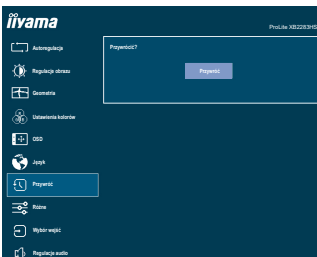 iiyama
ProLite XB2283HS
Autoregulacja
Przywrócić?
Regulacje obrazu
Przywróć
Geometria
Ustawienia kolorów
OSD
Język
Przywróć
Różne
Wybór wejść
Regulacje audio